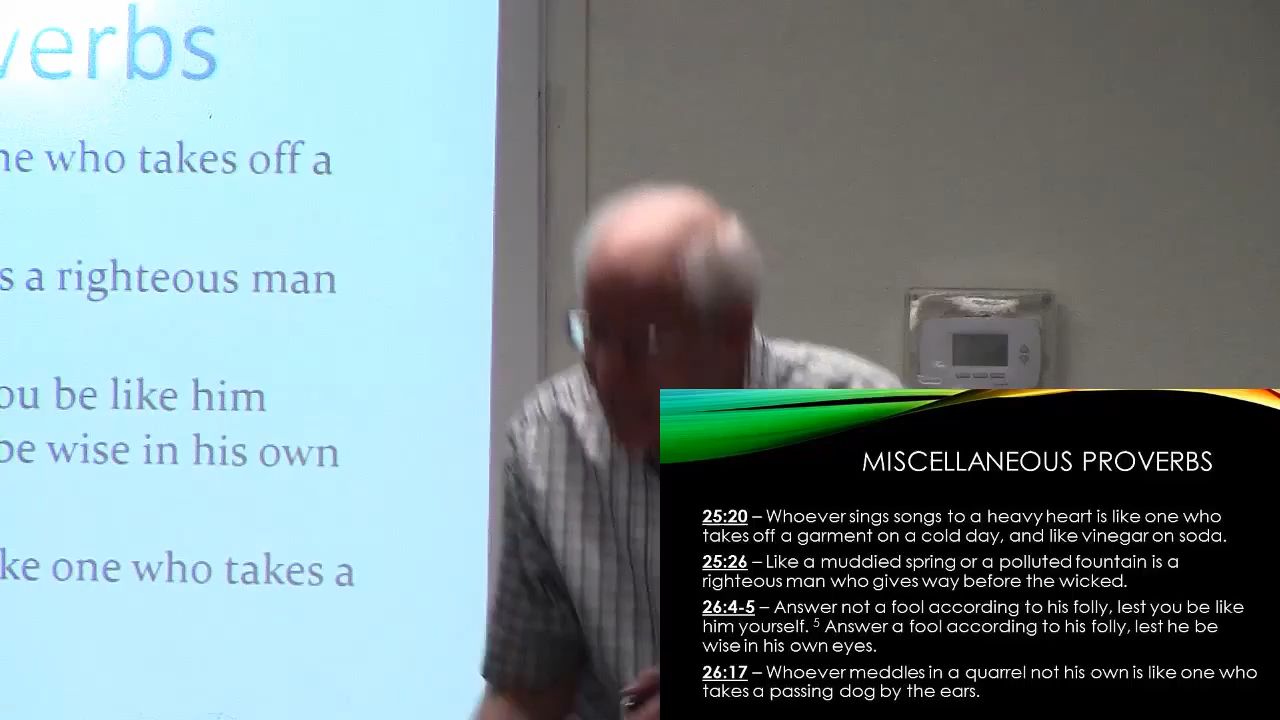 verbs
ne who takes off a
s a righteous man
ou be like him
be wise in his own
ke one who takes a
MISCELLANEOUS PROVERBS
25:20 – Whoever sings songs to a heavy heart is like one who
takes off a garment on a cold day, and like vinegar on soda.
25:26 – Like a muddied spring or a polluted fountain is a
righteous man who gives way before the wicked.
26:4-5 – Answer not a fool according to his folly, lest you be like
him yourself. ⁵ Answer a fool according to his folly, lest he be
wise in his own eyes.
26:17 – Whoever meddles in a quarrel not his own is like one who
takes a passing dog by the ears.